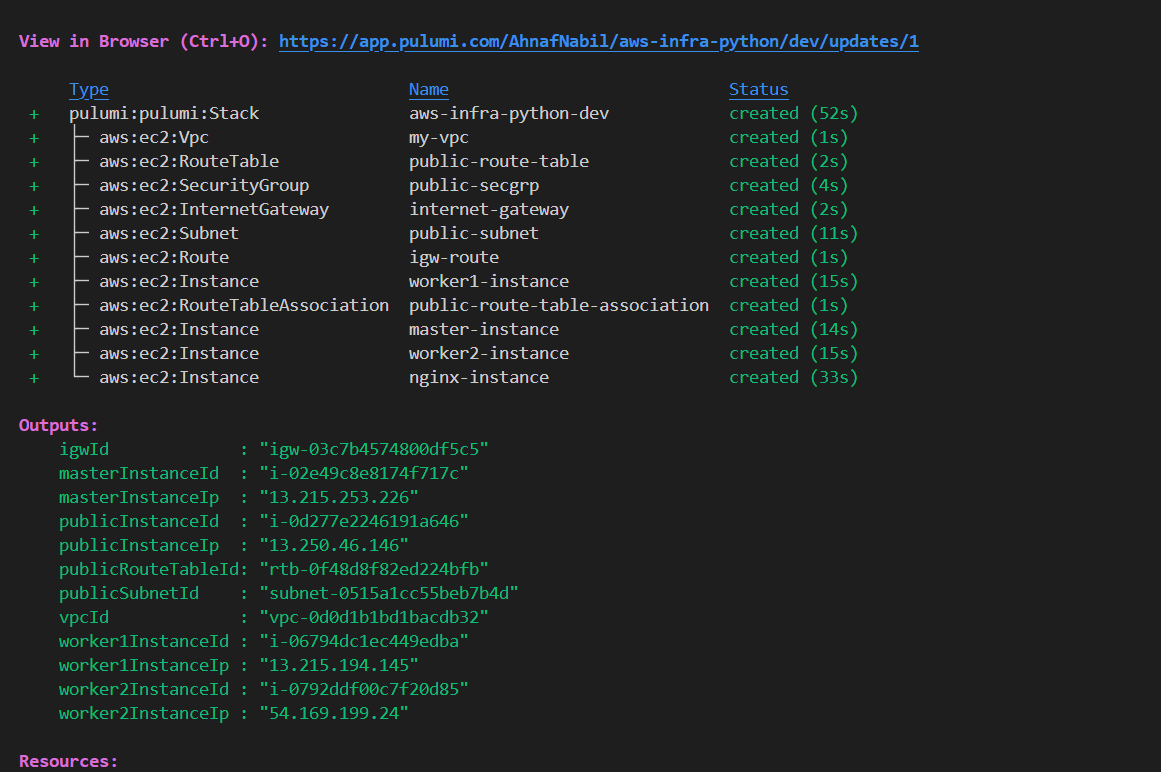 View in Browser (Ctrl+O): https://app.pulumi.com/AhnafNabil/aws-infra-python/dev/updates/1
Type Name Status
+ pulumi:pulumi:Stack aws-infra-python-dev created (52s)
+ ├─ aws:ec2:Vpc my-vpc created (1s)
+ ├─ aws:ec2:RouteTable public-route-table created (2s)
+ ├─ aws:ec2:SecurityGroup public-secgrp created (4s)
+ ├─ aws:ec2:InternetGateway internet-gateway created (2s)
+ ├─ aws:ec2:Subnet public-subnet created (11s)
+ ├─ aws:ec2:Route igw-route created (1s)
+ ├─ aws:ec2:Instance worker1-instance created (15s)
+ ├─ aws:ec2:RouteTableAssociation public-route-table-association created (1s)
+ ├─ aws:ec2:Instance master-instance created (14s)
+ ├─ aws:ec2:Instance worker2-instance created (15s)
+ └─ aws:ec2:Instance nginx-instance created (33s)
Outputs:
igwId : "igw-03c7b4574800df5c5"
masterInstanceId : "i-02e49c8e8174f717c"
masterInstanceIp : "13.215.253.226"
publicInstanceId : "i-0d277e2246191a646"
publicInstanceIp : "13.250.46.146"
publicRouteTableId: "rtb-0f48d8f82ed224bfb"
publicSubnetId : "subnet-0515a1cc55beb7b4d"
vpcId : "vpc-0d0d1b1bd1bacdb32"
worker1InstanceId : "i-06794dc1ec449edba"
worker1InstanceIp : "13.215.194.145"
worker2InstanceId : "i-0792ddf00c7f20d85"
worker2InstanceIp : "54.169.199.24"
Resources: